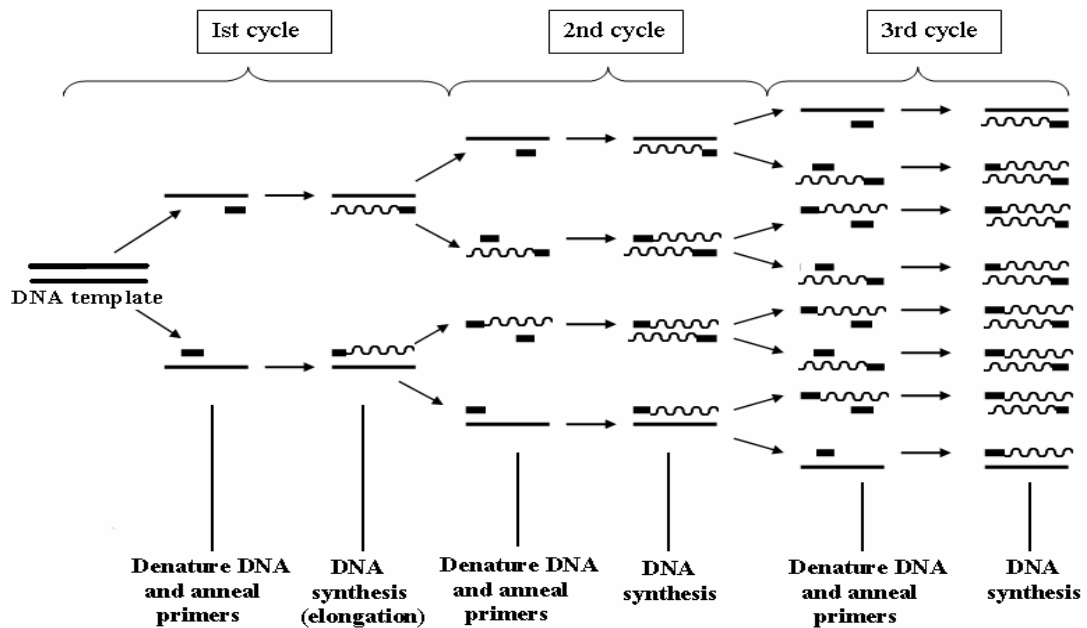 Ist cycle
2nd cycle
3rd cycle
DNA template
Denature DNA
and anneal
primers
DNA
synthesis
(elongation)
Denature DNA
and anneal
primers
DNA
synthesis
Denature DNA
and anneal
primers
DNA
synthesis